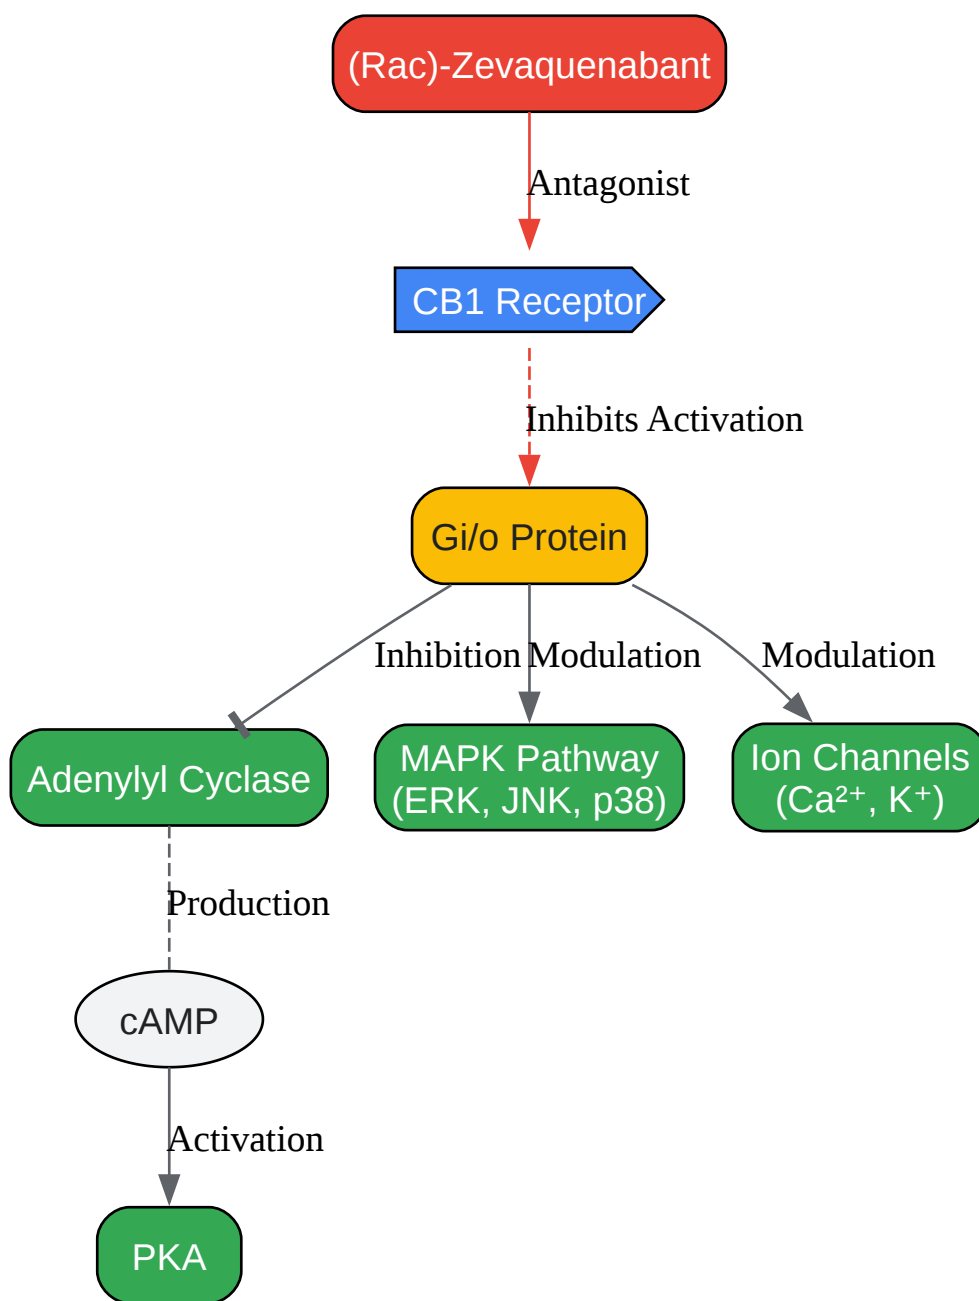 (Rac)-Zevaquenabant
Antagonist
CB1 Receptor
Inhibits Activation
Gi/o Protein
Inhibition
Modulation
Modulation
Adenylyl Cyclase
MAPK Pathway
(ERK, JNK, p38)
Ion Channels
(Ca²⁺, K⁺)
Production
cAMP
Activation
PKA